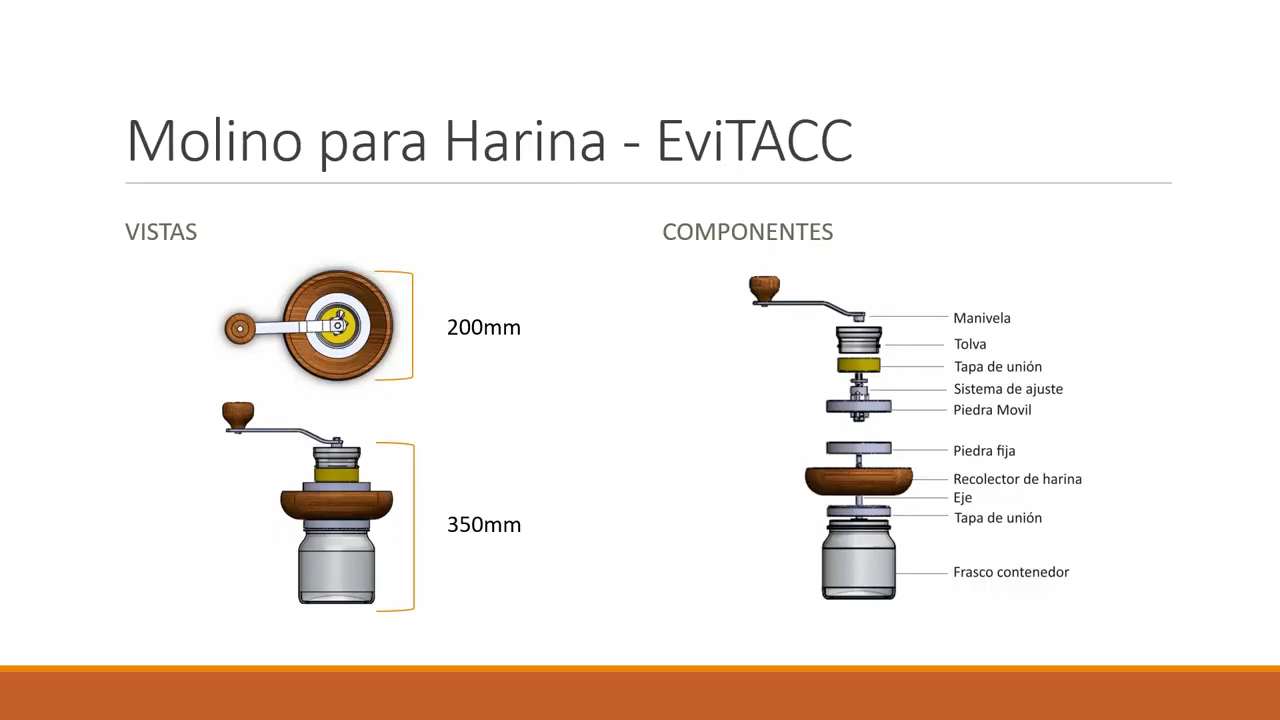 Molino para Harina - EviTACC
VISTAS
200mm
350mm
COMPONENTES
Manivela
Tolva
Tapa de unión
Sistema de ajuste
Piedra Movil
Piedra fija
Recolector de harina
Eje
Tapa de unión
Frasco contenedor